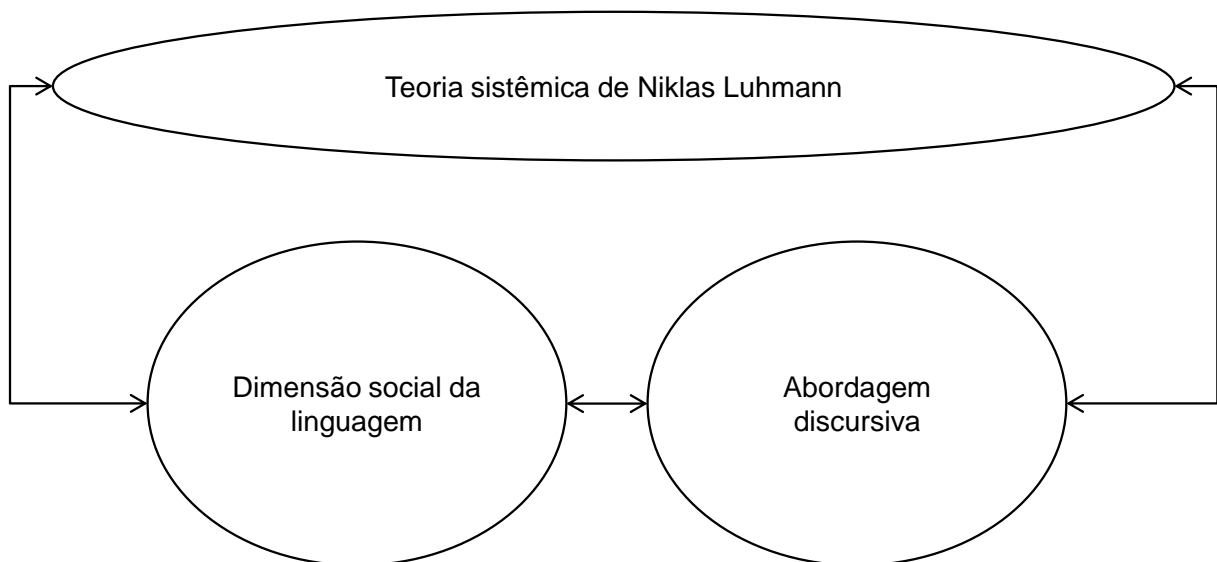 Teoria sistêmica de Niklas Luhmann
Dimensão social da
linguagem
Abordagem
discursiva